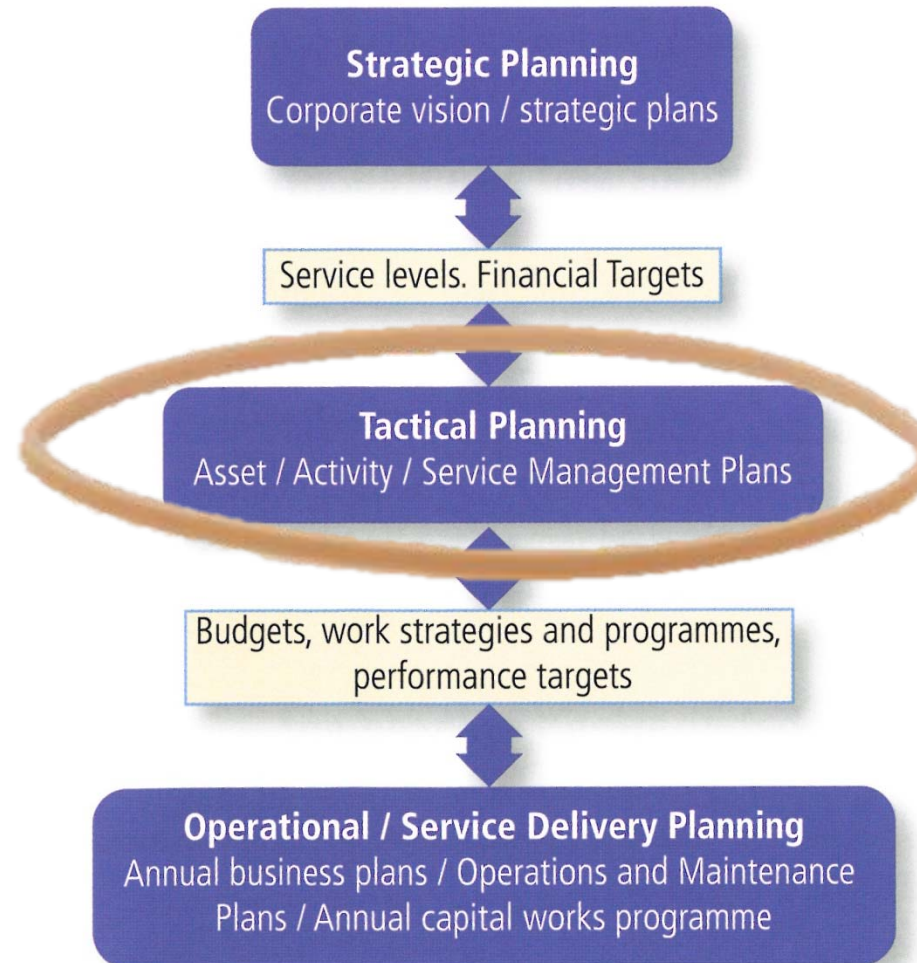 Strategic Planning
Corporate vision / strategic plans
Service levels. Financial Targets
Tactical Planning
Asset / Activity / Service Management Plans
Budgets, work strategies and programmes,
performance targets
Operational / Service Delivery Planning
Annual business plans / Operations and Maintenance
Plans / Annual capital works programme